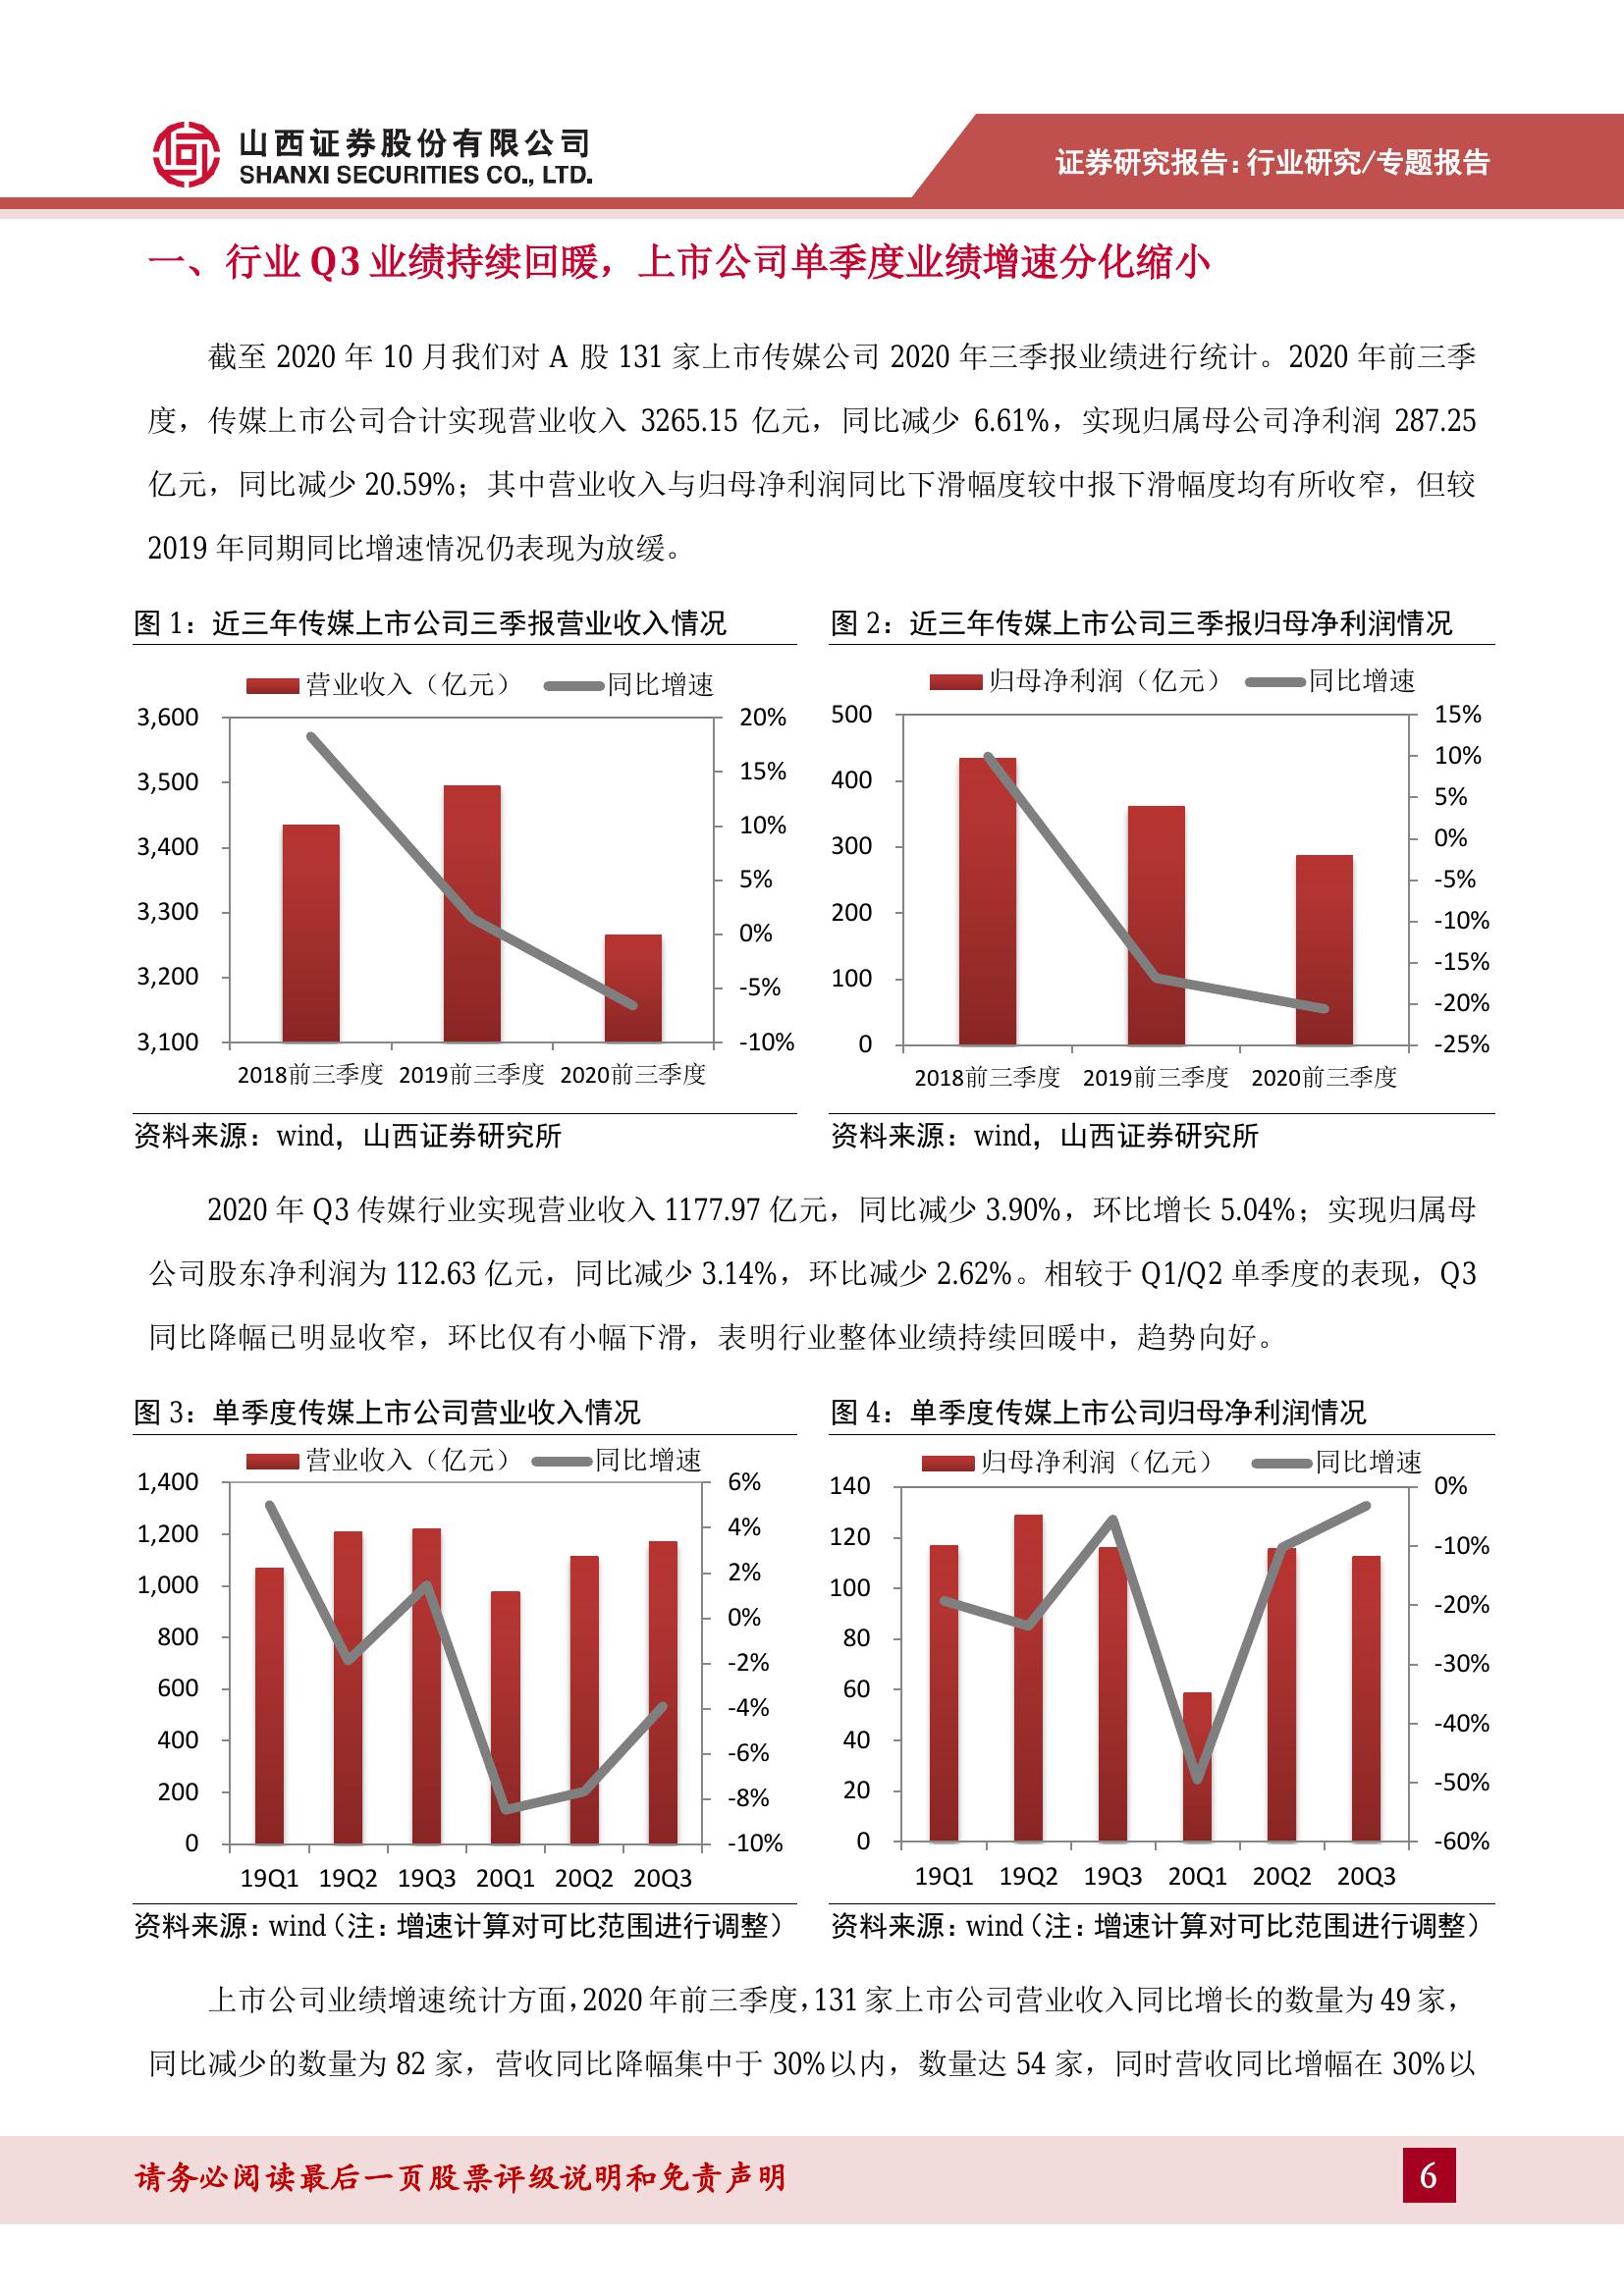 山西证券股份有限公司
SHANXI SECURITIES CO., LTD.
证券研究报告：行业研究/专题报告
一、行业 Q3 业绩持续回暖，上市公司单季度业绩增速分化缩小
截至 2020 年 10 月我们对 A 股 131 家上市传媒公司 2020 年三季报业绩进行统计。2020 年前三季
度，传媒上市公司合计实现营业收入 3265.15 亿元，同比减少 6.61%，实现归属母公司净利润 287.25
亿元，同比减少 20.59%；其中营业收入与归母净利润同比下滑幅度较中报下滑幅度均有所收窄，但较
2019 年同期同比增速情况仍表现为放缓。
图 1：近三年传媒上市公司三季报营业收入情况
营业收入（亿元） 同比增速
3,600
3,500
3,400
3,300
3,200
3,100
20%
15%
10%
5%
0%
-5%
-10%
2018前三季度 2019前三季度 2020前三季度
资料来源：wind，山西证券研究所
图 2：近三年传媒上市公司三季报归母净利润情况
归母净利润（亿元） 同比增速
500
400
300
200
100
0
15%
10%
5%
0%
-5%
-10%
-15%
-20%
-25%
2018前三季度 2019前三季度 2020前三季度
资料来源：wind，山西证券研究所
2020 年 Q3 传媒行业实现营业收入 1177.97 亿元，同比减少 3.90%，环比增长 5.04%；实现归属母
公司股东净利润为 112.63 亿元，同比减少 3.14%，环比减少 2.62%。相较于 Q1/Q2 单季度的表现，Q3
同比降幅已明显收窄，环比仅有小幅下滑，表明行业整体业绩持续回暖中，趋势向好。
图 3：单季度传媒上市公司营业收入情况
营业收入（亿元） 同比增速
1,400
1,200
1,000
800
600
400
200
0
6%
4%
2%
0%
-2%
-4%
-6%
-8%
-10%
19Q1 19Q2 19Q3 20Q1 20Q2 20Q3
资料来源：wind（注：增速计算对可比范围进行调整）
图 4：单季度传媒上市公司归母净利润情况
归母净利润（亿元） 同比增速
140
120
100
80
60
40
20
0
0%
-10%
-20%
-30%
-40%
-50%
-60%
19Q1 19Q2 19Q3 20Q1 20Q2 20Q3
资料来源：wind（注：增速计算对可比范围进行调整）
上市公司业绩增速统计方面，2020 年前三季度，131 家上市公司营业收入同比增长的数量为 49 家，
同比减少的数量为 82 家，营收同比降幅集中于 30%以内，数量达 54 家，同时营收同比增幅在 30%以
请务必阅读最后一页股票评级说明和免责声明
6